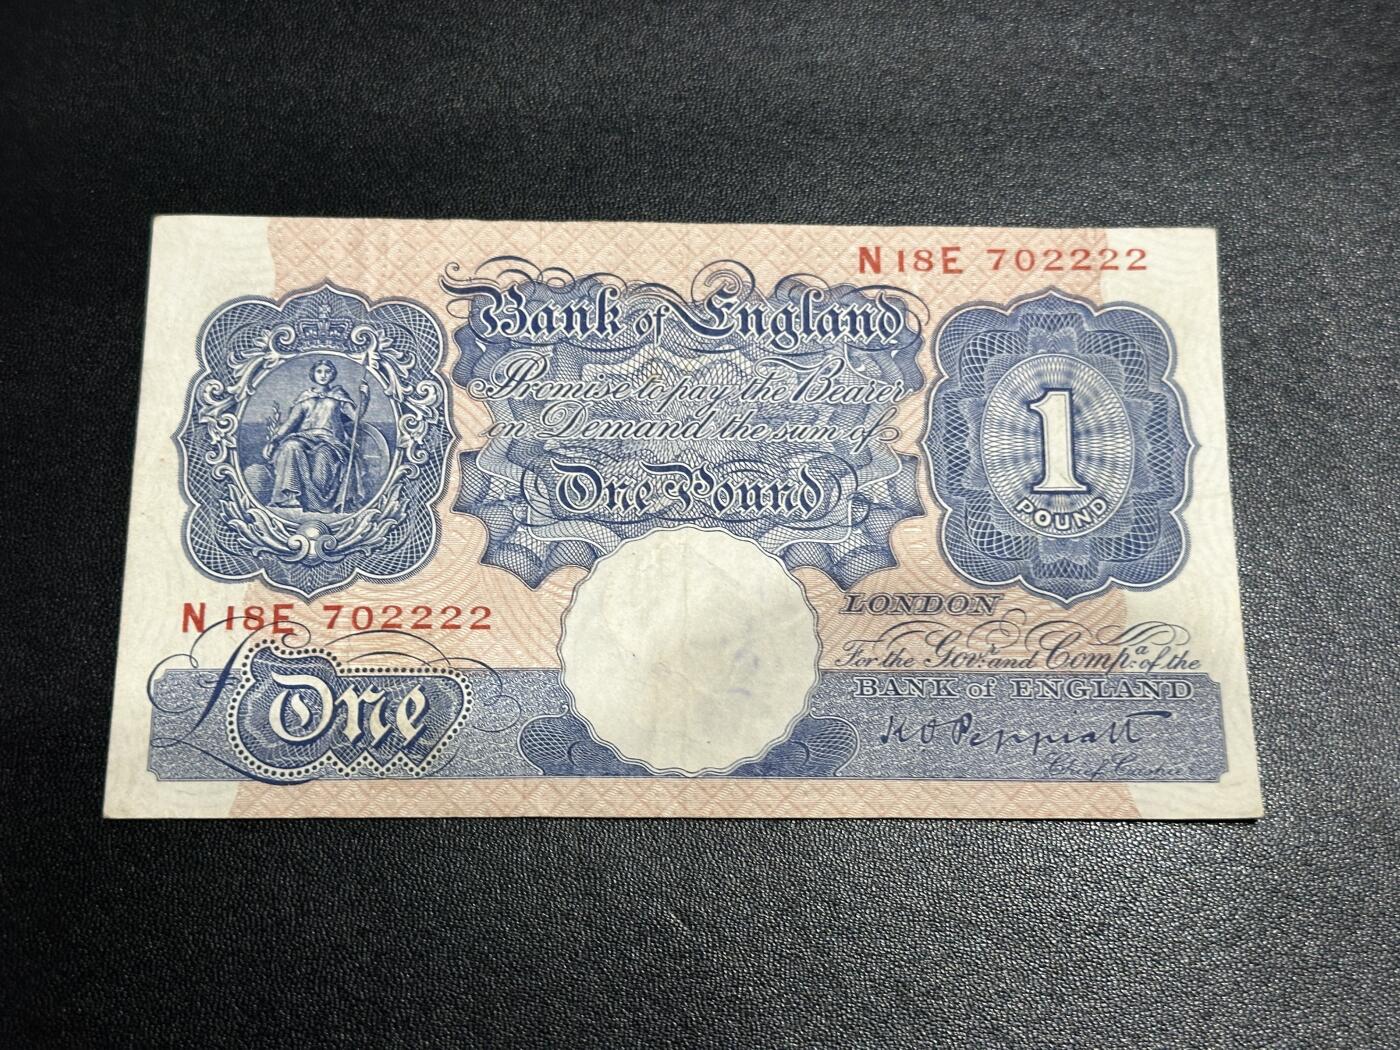 N18E 702222
Bank of England
Promise to pay the Bearer
on Demand the sum of
One Pound
1
POUND
N18E 702222
£One
LONDON
For the Govr. and Compa. of the
BANK of ENGLAND
K O Peppiatt
Chief Cashier